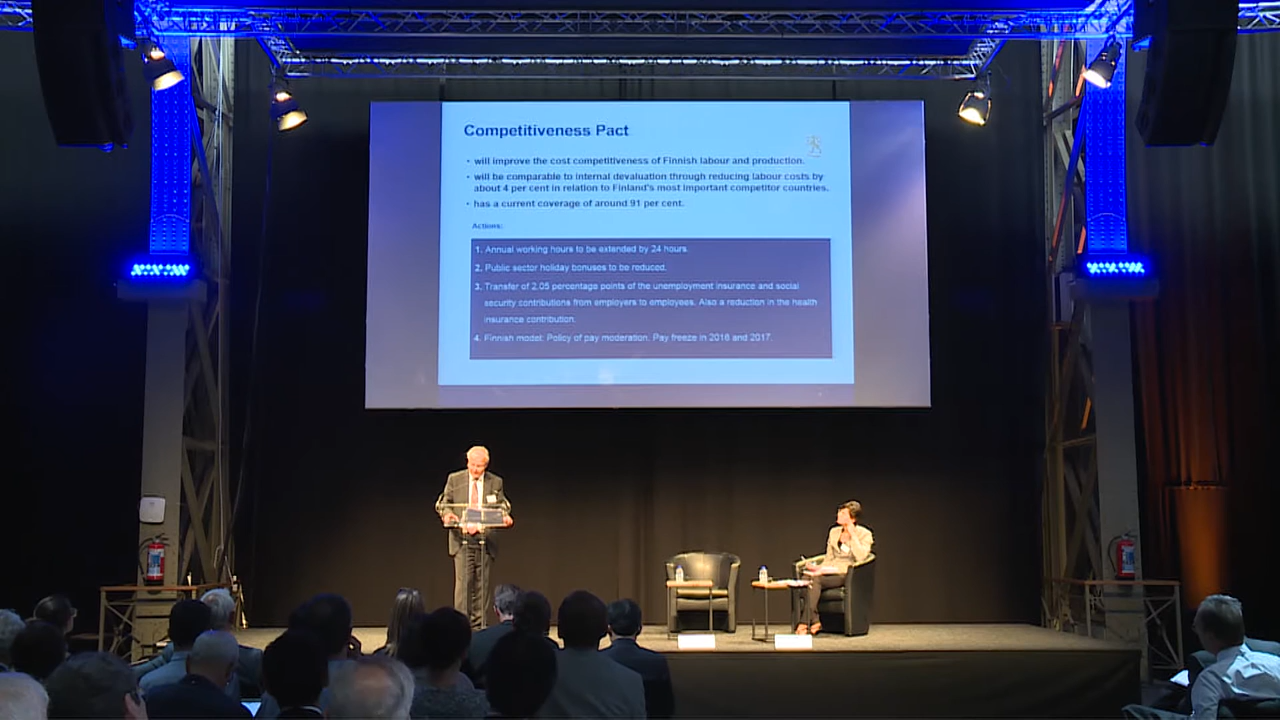 Competitiveness Pact
• will improve the cost competitiveness of Finnish labour and production.
• will be comparable to internal devaluation through reducing labour costs by
about 4 per cent in relation to Finland's most important competitor countries.
• has a current coverage of around 91 per cent.
Actions:
1. Annual working hours to be extended by 24 hours.
2. Public sector holiday bonuses to be reduced.
3. Transfer of 2.05 percentage points of the unemployment insurance and social
security contributions from employers to employees. Also a reduction in the health
insurance contribution.
4. Finnish model: Policy of pay moderation. Pay freeze in 2016 and 2017.